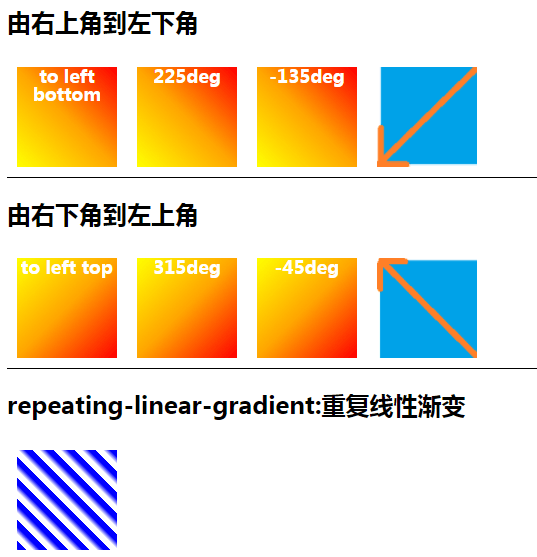 由右上角到左下角
to left
bottom
225deg
-135deg
由右下角到左上角
to left top
315deg
-45deg
repeating-linear-gradient:重复线性渐变